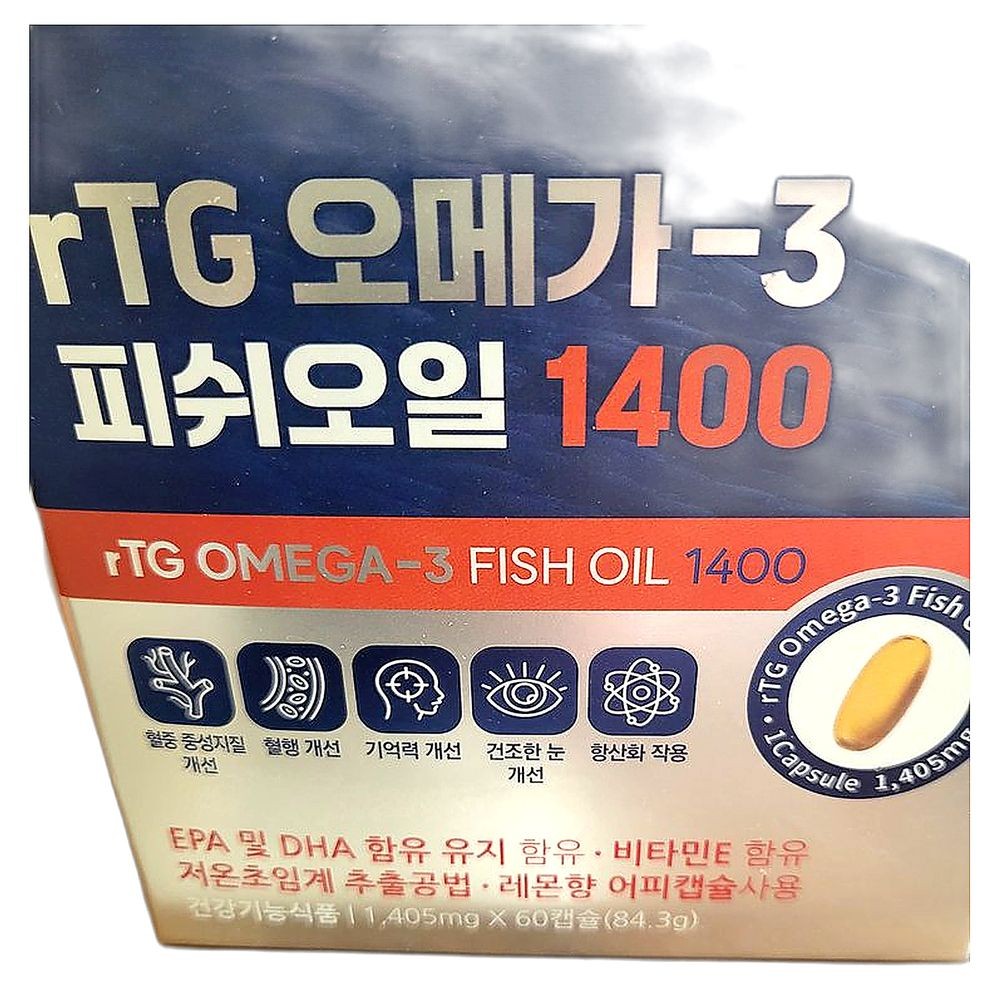 rTG 오메가-3
피쉬오일 1400
rTG OMEGA-3 FISH OIL 1400
rTG Omega-3 Fish
1Capsule 1,405mg
혈중 중성지질
개선
혈행 개선
기억력 개선
건조한 눈
개선
항산화 작용
EPA 및 DHA 함유 유지 함유 · 비타민E 함유
저온초임계 추출공법 · 레몬향 어피캡슐사용
건강기능식품 | 1,405mg X 60캡슐(84.3g)